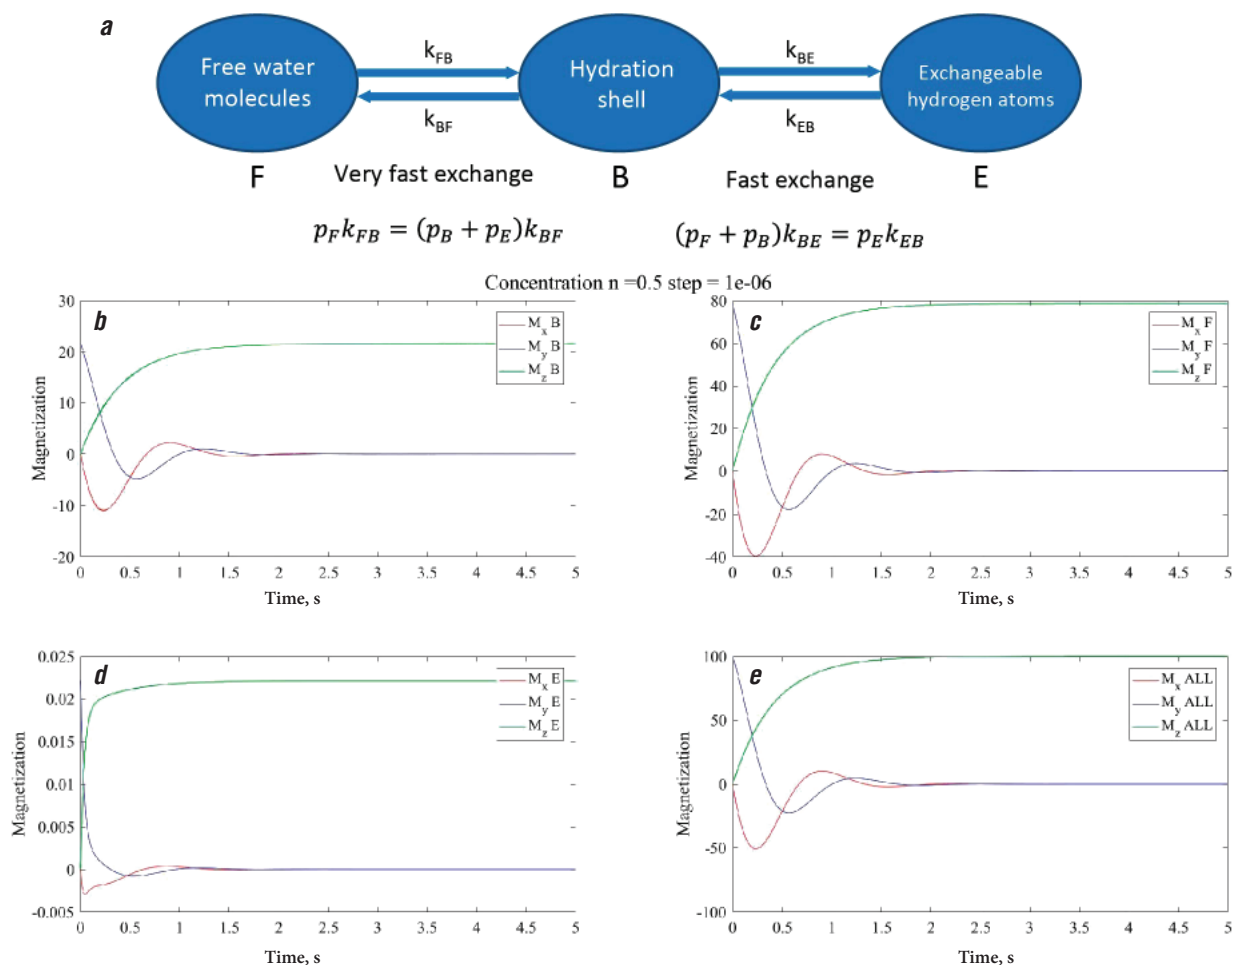 a
Free water
molecules
k_FB
k_BF
Hydration
shell
k_BE
k_EB
Exchangeable
hydrogen atoms
F
Very fast exchange
B
Fast exchange
E
p_F k_FB = (p_B + p_E)k_BF
(p_F + p_B)k_BE = p_E k_EB
Concentration n =0.5 step = 1e-06
b
30
20
10
0
-10
-20
Magnetization
M_x B
M_y B
M_z B
0 0.5 1 1.5 2 2.5 3 3.5 4 4.5 5
Time, s
c
80
60
40
20
0
-20
-40
Magnetization
M_x F
M_y F
M_z F
0 0.5 1 1.5 2 2.5 3 3.5 4 4.5 5
Time, s
d
0.025
0.02
0.015
0.01
0.005
0
-0.005
Magnetization
M_x E
M_y E
M_z E
0 0.5 1 1.5 2 2.5 3 3.5 4 4.5 5
Time, s
e
100
50
0
-50
-100
Magnetization
M_x ALL
M_y ALL
M_z ALL
0 0.5 1 1.5 2 2.5 3 3.5 4 4.5 5
Time, s